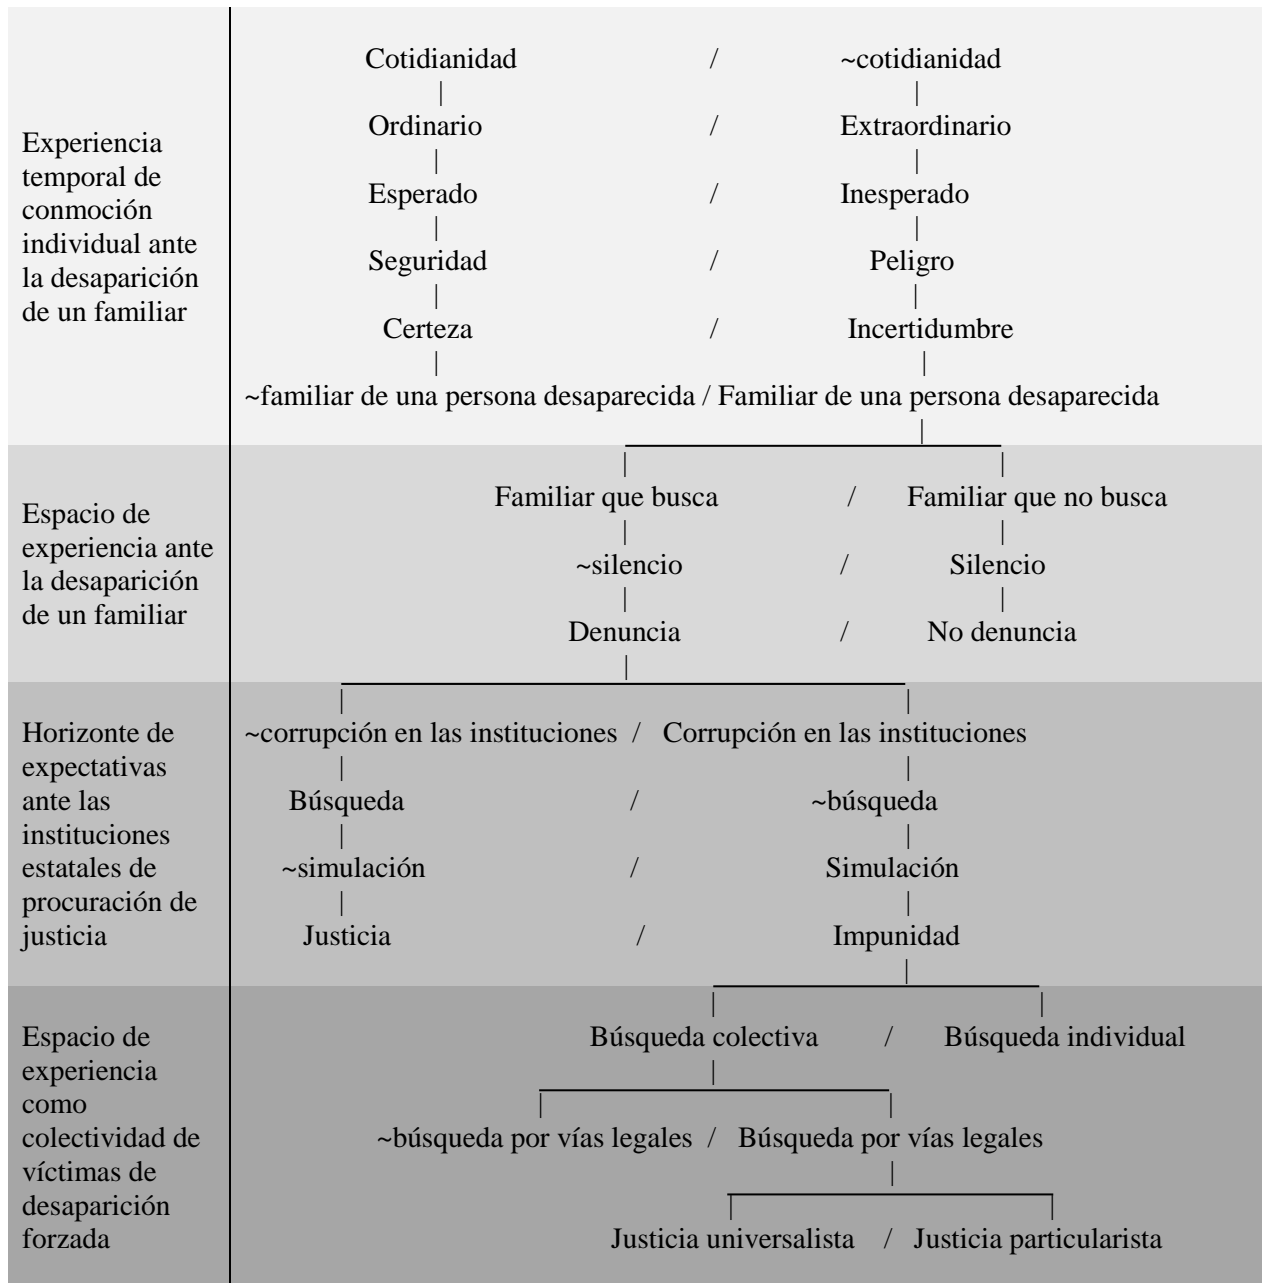 Experiencia
temporal de
conmoción
individual ante
la desaparición
de un familiar
Cotidianidad / ~cotidianidad
Ordinario / Extraordinario
Esperado / Inesperado
Seguridad / Peligro
Certeza / Incertidumbre
~familiar de una persona desaparecida / Familiar de una persona desaparecida
Espacio de
experiencia ante
la desaparición
de un familiar
Familiar que busca / Familiar que no busca
~silencio / Silencio
Denuncia / No denuncia
Horizonte de
expectativas
ante las
instituciones
estatales de
procuración de
justicia
~corrupción en las instituciones / Corrupción en las instituciones
Búsqueda / ~búsqueda
~simulación / Simulación
Justicia / Impunidad
Espacio de
experiencia
como
colectividad de
víctimas de
desaparición
forzada
Búsqueda colectiva / Búsqueda individual
~búsqueda por vías legales / Búsqueda por vías legales
Justicia universalista / Justicia particularista